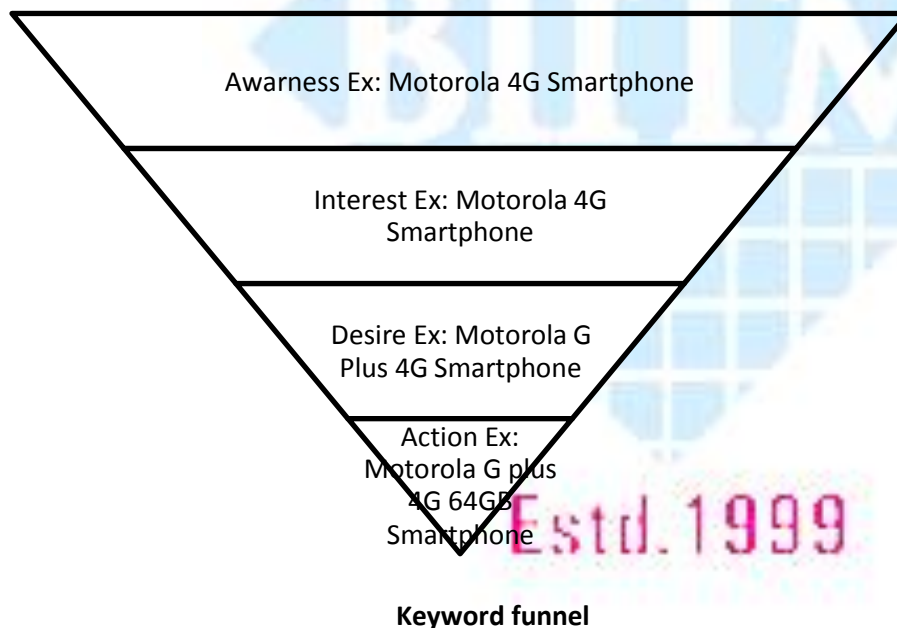 BIIM
Awarness Ex: Motorola 4G Smartphone
Interest Ex: Motorola 4G
Smartphone
Desire Ex: Motorola G
Plus 4G Smartphone
Action Ex:
Motorola G plus
4G 64GB
Smartphone
Estd.1999
Keyword funnel